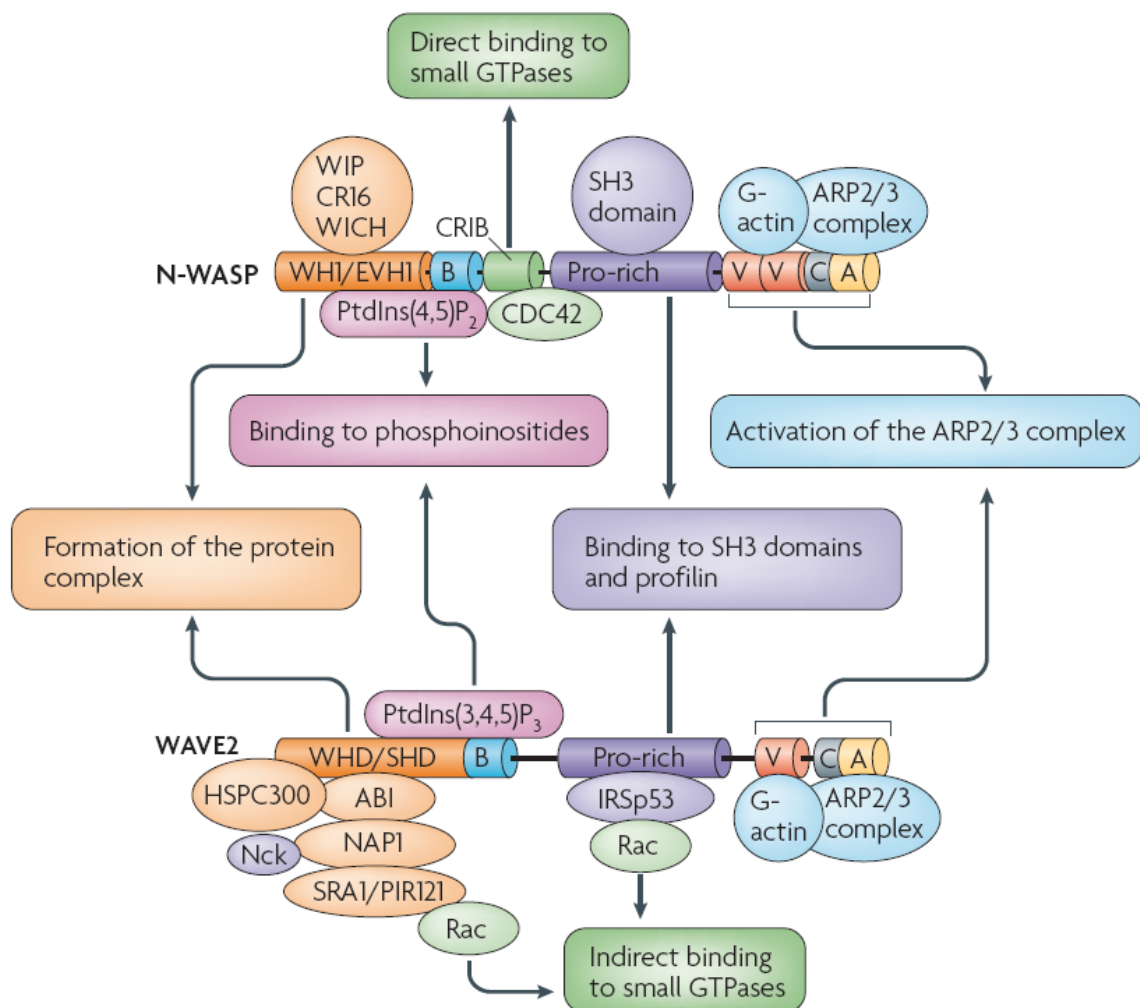 Direct binding to
small GTPases
WIP
CR16
WICH
SH3
domain
G-
actin
ARP2/3
complex
CRIB
N-WASP
WH1/EVH1
B
Pro-rich
V
V
C
A
PtdIns(4,5)P₂
CDC42
Binding to phosphoinositides
Activation of the ARP2/3 complex
Formation of the protein
complex
Binding to SH3 domains
and profilin
PtdIns(3,4,5)P₃
WAVE2
WHD/SHD
B
Pro-rich
V
C
A
HSPC300
ABI
IRSp53
G-
actin
ARP2/3
complex
Nck
NAP1
Rac
SRA1/PIR121
Rac
Indirect binding
to small GTPases